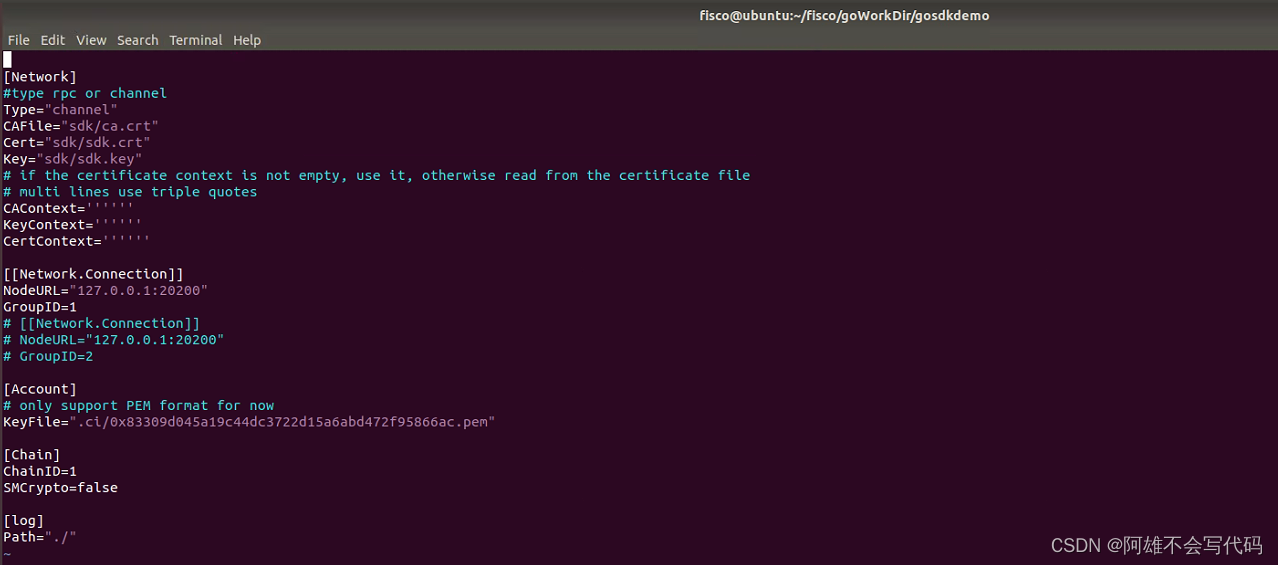 fisco@ubuntu:~/fisco/goWorkDir/gosdkdemo
File Edit View Search Terminal Help
[Network]
#type rpc or channel
Type="channel"
CAFile="sdk/ca.crt"
Cert="sdk/sdk.crt"
Key="sdk/sdk.key"
# if the certificate context is not empty, use it, otherwise read from the certificate file
# multi lines use triple quotes
CAContext=''''''
KeyContext=''''''
CertContext=''''''
[[Network.Connection]]
NodeURL="127.0.0.1:20200"
GroupID=1
# [[Network.Connection]]
# NodeURL="127.0.0.1:20200"
# GroupID=2
[Account]
# only support PEM format for now
KeyFile=".ci/0x83309d045a19c44dc3722d15a6abd472f95866ac.pem"
[Chain]
ChainID=1
SMCrypto=false
[log]
Path="./"
~
CSDN @阿雄不会写代码